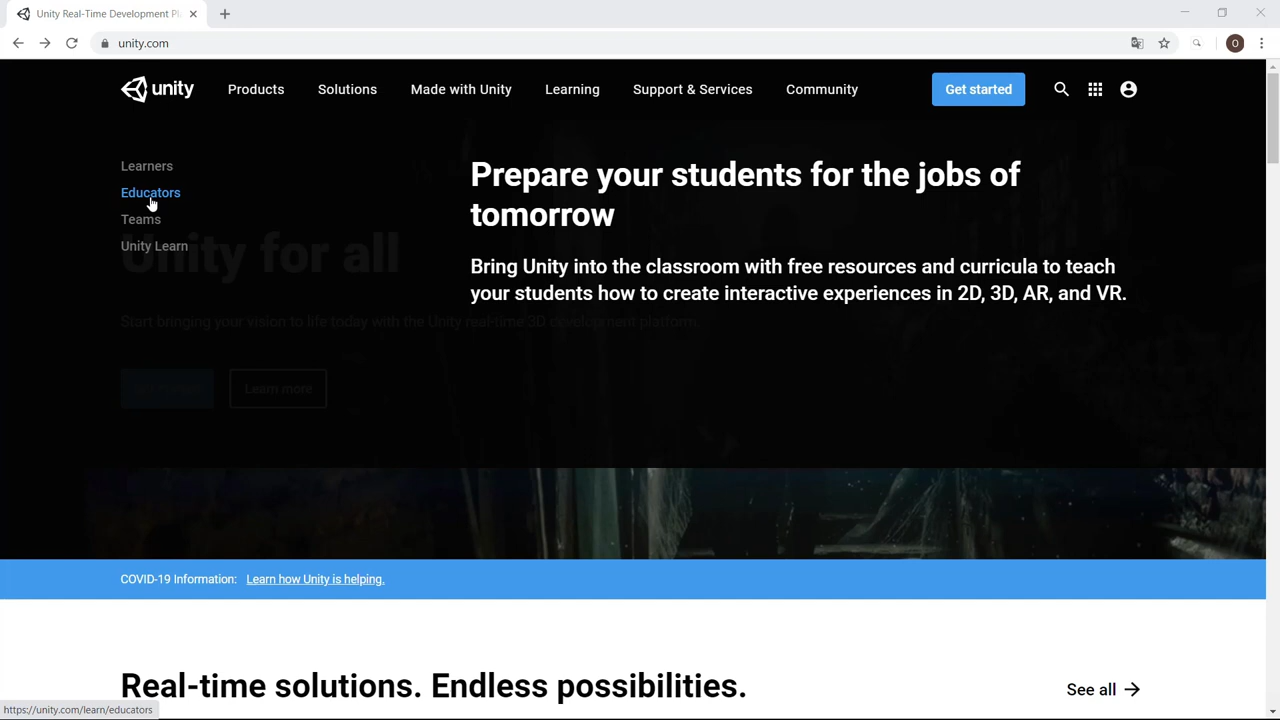 Unity Real-Time Development Pl
unity.com
O
unity
Products
Solutions
Made with Unity
Learning
Support & Services
Community
Get started
Learners
Educators
Teams
Unity Learn
Prepare your students for the jobs of
tomorrow
Bring Unity into the classroom with free resources and curricula to teach
your students how to create interactive experiences in 2D, 3D, AR, and VR.
Unity for all
Start bringing your vision to life today with the Unity real-time 3D development platform.
Get started
Learn more
COVID-19 Information: Learn how Unity is helping.
Real-time solutions. Endless possibilities.
See all
https://unity.com/learn/educators